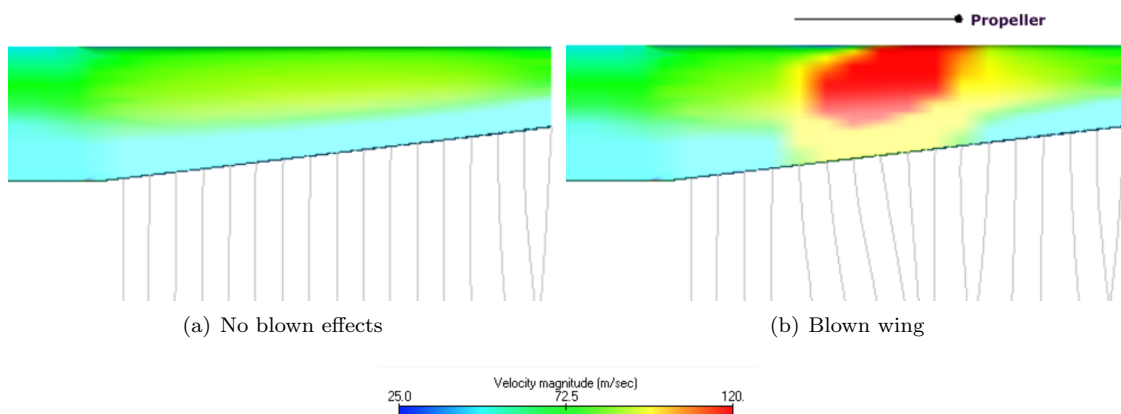 Propeller
(a) No blown effects
(b) Blown wing
Velocity magnitude (m/sec)
25.0 72.5 120.